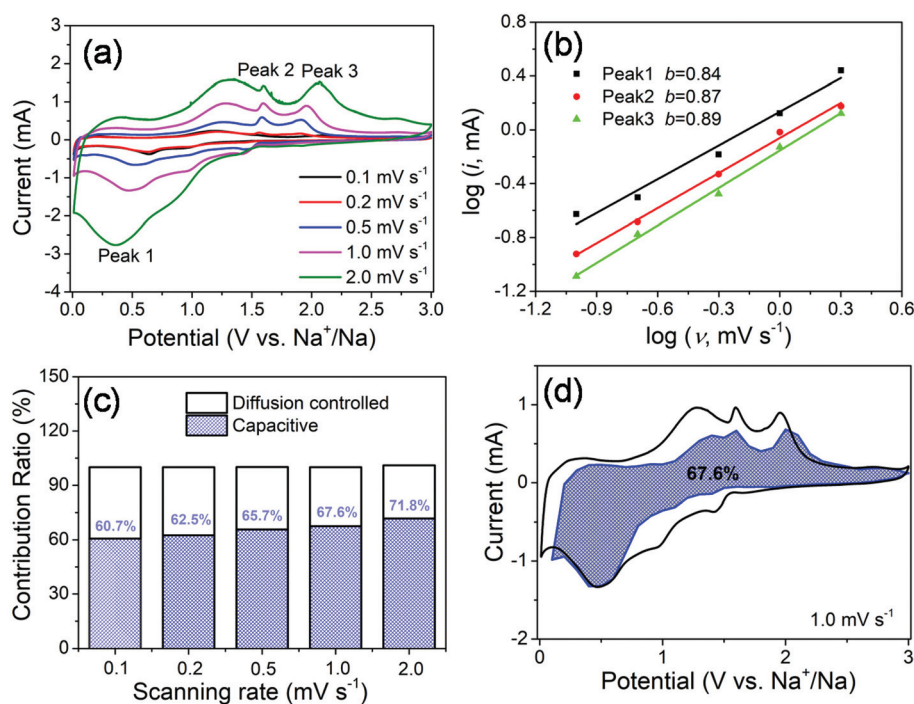 (a)
Peak 2 Peak 3
Peak 1
0.1 mV s⁻¹
0.2 mV s⁻¹
0.5 mV s⁻¹
1.0 mV s⁻¹
2.0 mV s⁻¹
3
2
1
0
-1
-2
-3
-4
Current (mA)
0.0 0.5 1.0 1.5 2.0 2.5 3.0
Potential (V vs. Na⁺/Na)
(b)
Peak1 b=0.84
Peak2 b=0.87
Peak3 b=0.89
0.4
0.0
-0.4
-0.8
-1.2
log (i, mA)
-1.2 -0.9 -0.6 -0.3 0.0 0.3 0.6
log (ν, mV s⁻¹)
(c)
Diffusion controlled
Capacitive
150
120
90
60
30
0
Contribution Ratio (%)
60.7% 62.5% 65.7% 67.6% 71.8%
0.1 0.2 0.5 1.0 2.0
Scanning rate (mV s⁻¹)
(d)
67.6%
1.0 mV s⁻¹
1
0
-1
-2
Current (mA)
0 1 2 3
Potential (V vs. Na⁺/Na)